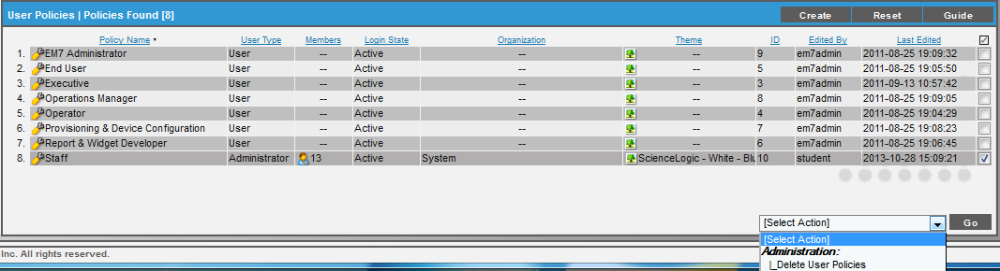 User Policies | Policies Found [8] Create Reset Guide
Policy Name User Type Members Login State Organization Theme ID Edited By Last Edited
1. EM7 Administrator User -- Active -- -- 9 em7admin 2011-08-25 19:09:32
2. End User User -- Active -- -- 5 em7admin 2011-08-25 19:05:50
3. Executive User -- Active -- -- 3 em7admin 2011-09-13 10:57:42
4. Operations Manager User -- Active -- -- 8 em7admin 2011-08-25 19:09:05
5. Operator User -- Active -- -- 4 em7admin 2011-08-25 19:04:29
6. Provisioning & Device Configuration User -- Active -- -- 7 em7admin 2011-08-25 19:08:23
7. Report & Widget Developer User -- Active -- -- 6 em7admin 2011-08-25 19:06:45
8. Staff Administrator 13 Active System ScienceLogic - White - Blu 10 student 2013-10-28 15:09:21
[Select Action] Go
[Select Action]
Inc. All rights reserved.
Administration:
|_Delete User Policies